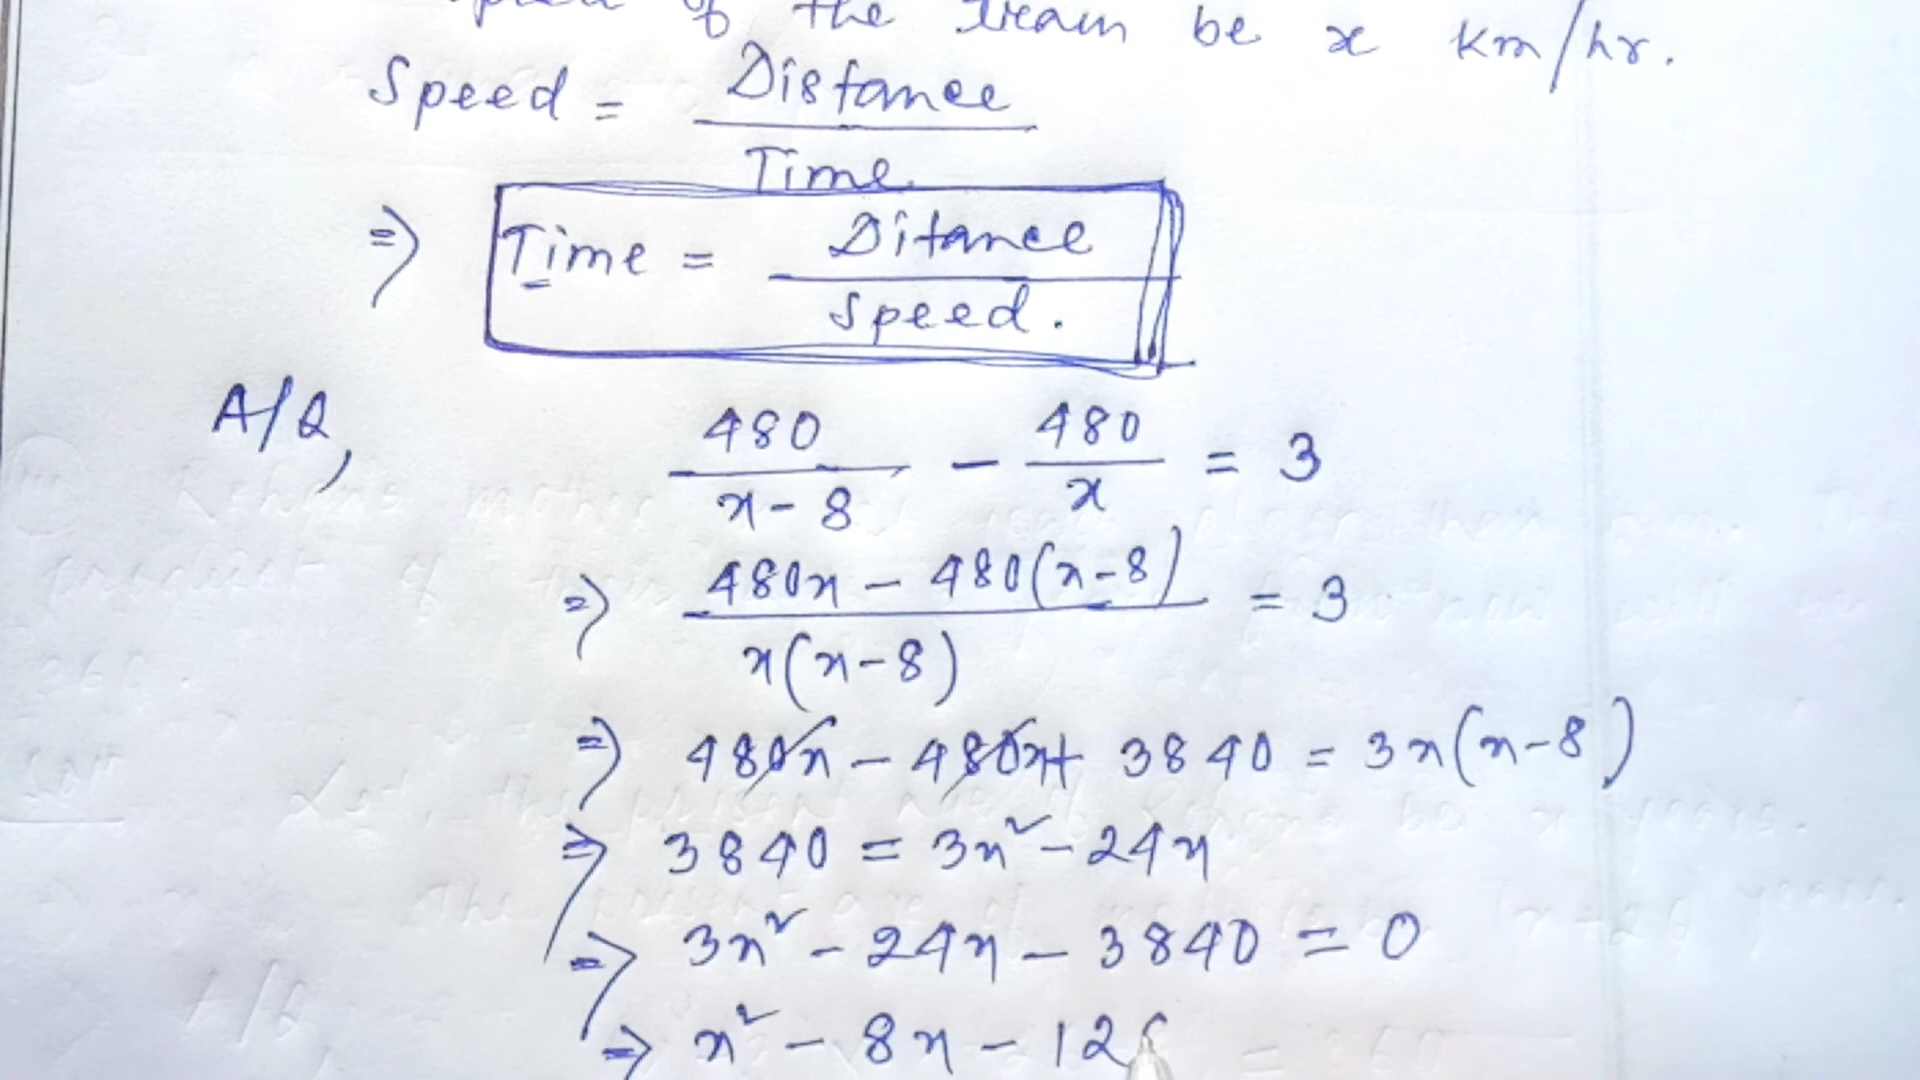 of the train be x km/hr.
Speed = Distance / Time
⇒ Time = Ditance / Speed.
A/Q, 480/(x-8) - 480/x = 3
⇒ (480x - 480(x-8))/(x(x-8)) = 3
⇒ 480x - 480x + 3840 = 3x(x-8)
⇒ 3840 = 3x² - 24x
⇒ 3x² - 24x - 3840 = 0
⇒ x² - 8x - 12